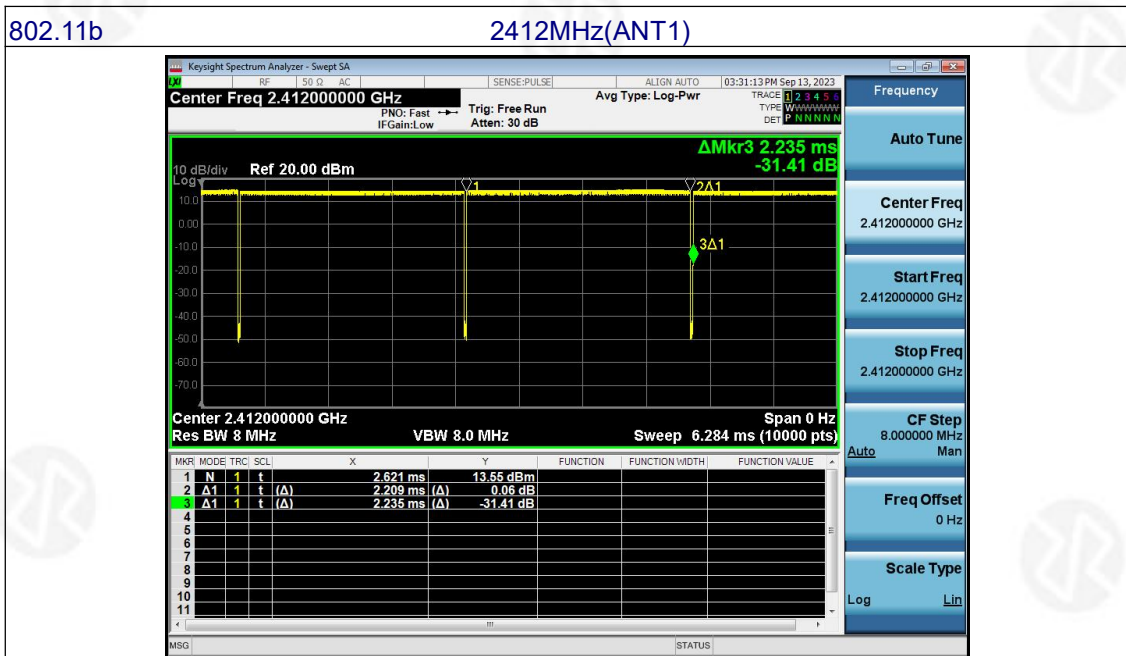 802.11b 2412MHz(ANT1)
Keysight Spectrum Analyzer - Swept SA
LXI RF 50 Ω AC SENSE:PULSE ALIGN AUTO 03:31:13 PM Sep 13, 2023
Center Freq 2.412000000 GHz Avg Type: Log-Pwr TRACE 1 2 3 4 5 6
PNO: Fast Trig: Free Run TYPE WWWWWW
IFGain:Low Atten: 30 dB DET P N N N N N
ΔMkr3 2.235 ms
-31.41 dB
10 dB/div Ref 20.00 dBm
Log
10.0
0.00
-10.0
-20.0
-30.0
-40.0
-50.0
-60.0
-70.0
1
2Δ1
3Δ1
Center 2.412000000 GHz Span 0 Hz
Res BW 8 MHz VBW 8.0 MHz Sweep 6.284 ms (10000 pts)
MKR MODE TRC SCL X Y FUNCTION FUNCTION WIDTH FUNCTION VALUE
1 N 1 t 2.621 ms 13.55 dBm
2 Δ1 1 t (Δ) 2.209 ms (Δ) 0.06 dB
3 Δ1 1 t (Δ) 2.235 ms (Δ) -31.41 dB
4
5
6
7
8
9
10
11
MSG STATUS
Frequency
Auto Tune
Center Freq
2.412000000 GHz
Start Freq
2.412000000 GHz
Stop Freq
2.412000000 GHz
CF Step
8.000000 MHz
Auto Man
Freq Offset
0 Hz
Scale Type
Log Lin